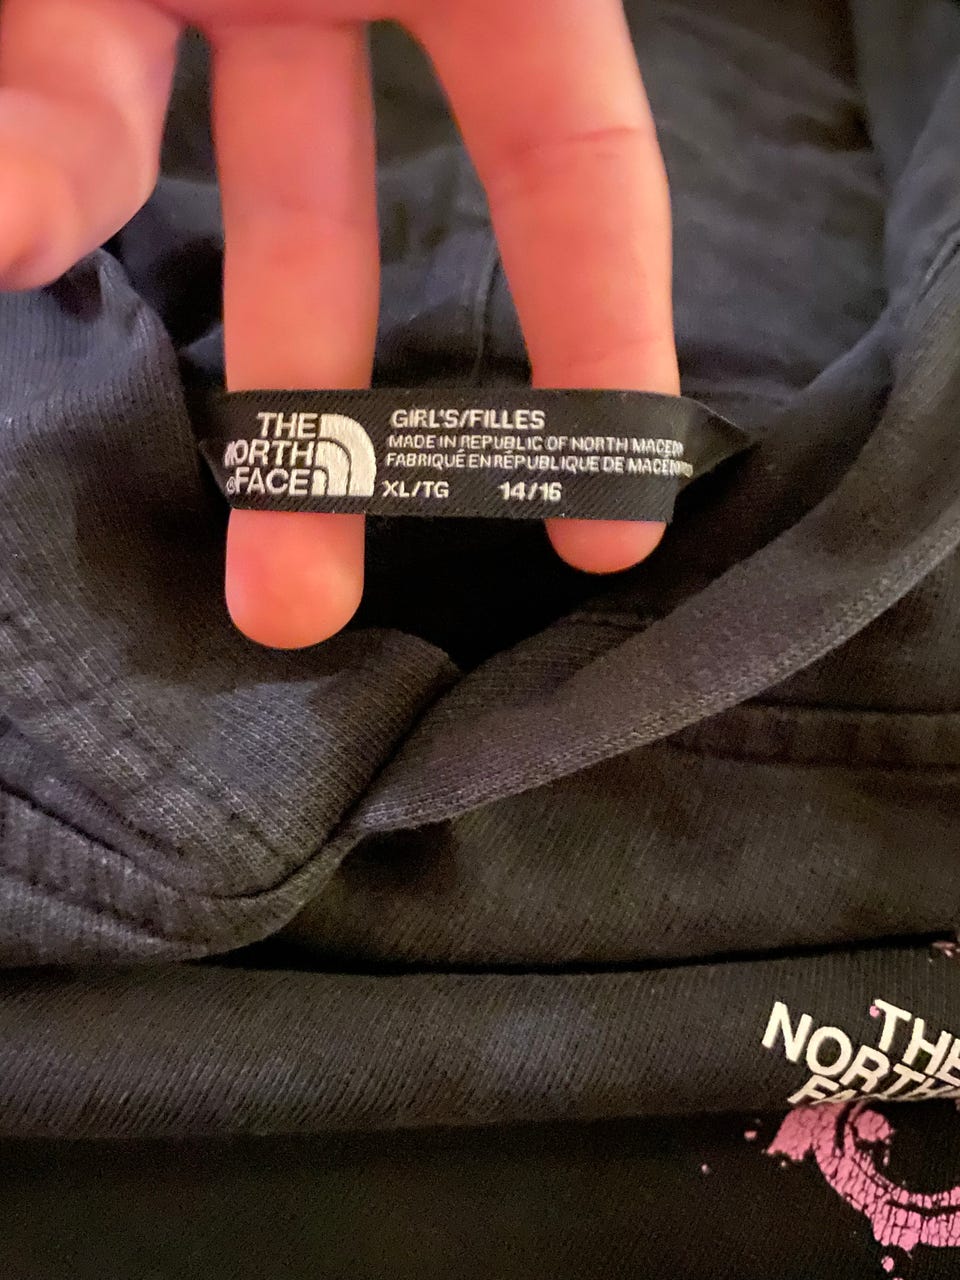 THE
NORTH
FACE
GIRL'S/FILLES
MADE IN REPUBLIC OF NORTH
FABRIQUÉ EN RÉPUBLIQUE DE
XL/TG 14/16
THE
NORTH